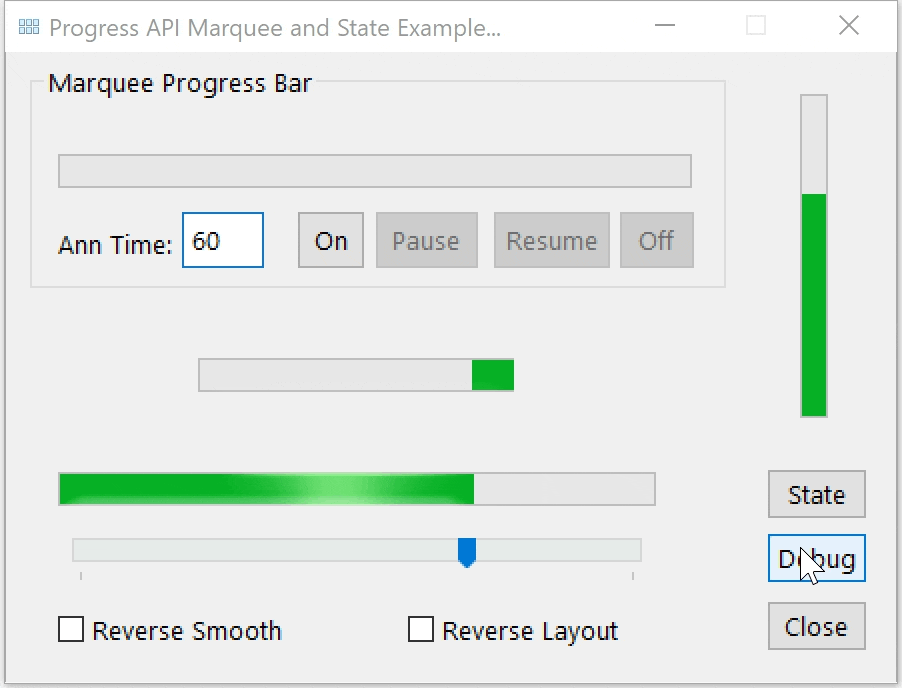 Progress API Marquee and State Example...
Marquee Progress Bar
Ann Time: 60 On Pause Resume Off
State
Debug
Reverse Smooth Reverse Layout Close